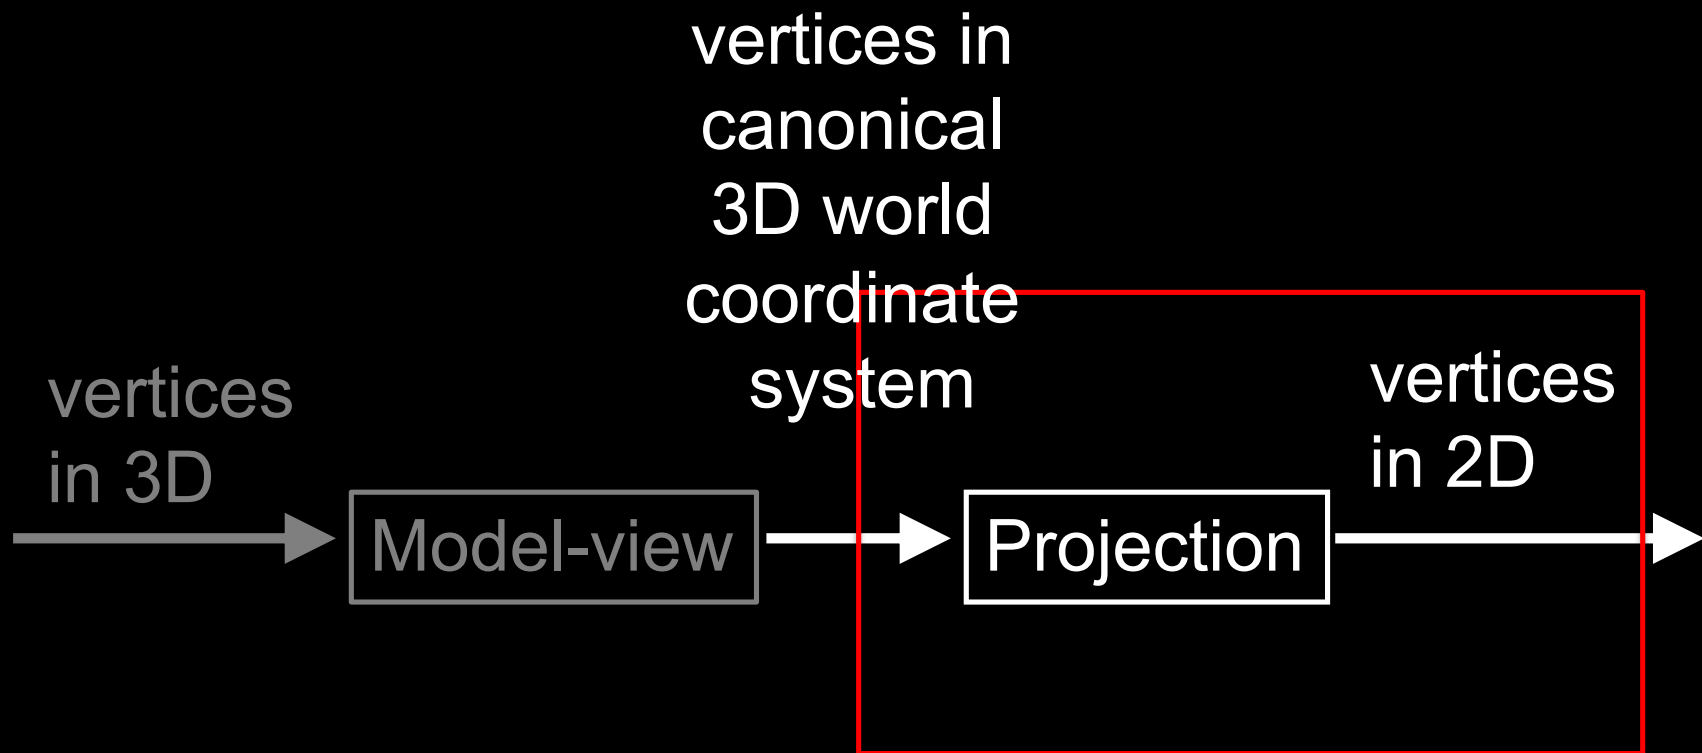 vertices in
canonical
3D world
coordinate
system
vertices
in 3D
Model-view
Projection
vertices
in 2D